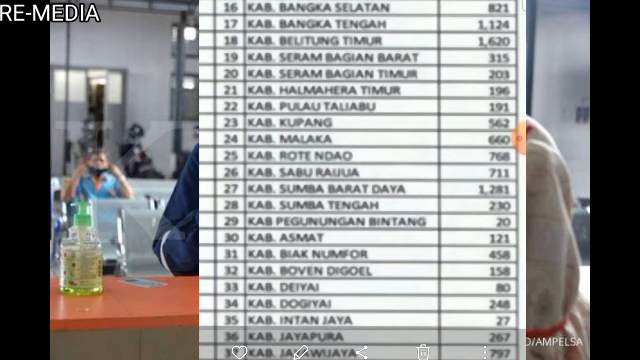 RE-MEDIA
16 KAB. BANGKA SELATAN 821
17 KAB. BANGKA TENGAH 1,124
18 KAB. BELITUNG TIMUR 1,620
19 KAB. SERAM BAGIAN BARAT 315
20 KAB. SERAM BAGIAN TIMUR 203
21 KAB. HALMAHERA TIMUR 196
22 KAB. PULAU TALIABU 191
23 KAB. KUPANG 562
24 KAB. MALAKA 660
25 KAB. ROTE NDAO 768
26 KAB. SABU RAIJUA 711
27 KAB. SUMBA BARAT DAYA 1,281
28 KAB. SUMBA TENGAH 230
29 KAB PEGUNUNGAN BINTANG 20
30 KAB. ASMAT 121
31 KAB. BIAK NUMFOR 458
32 KAB. BOVEN DIGOEL 158
33 KAB. DEIYAI 80
34 KAB. DOGIYAI 248
35 KAB. INTAN JAYA 27
36 KAB. JAYAPURA 267
KAB. JAYAWIJAYA 797
O/AMPELSA